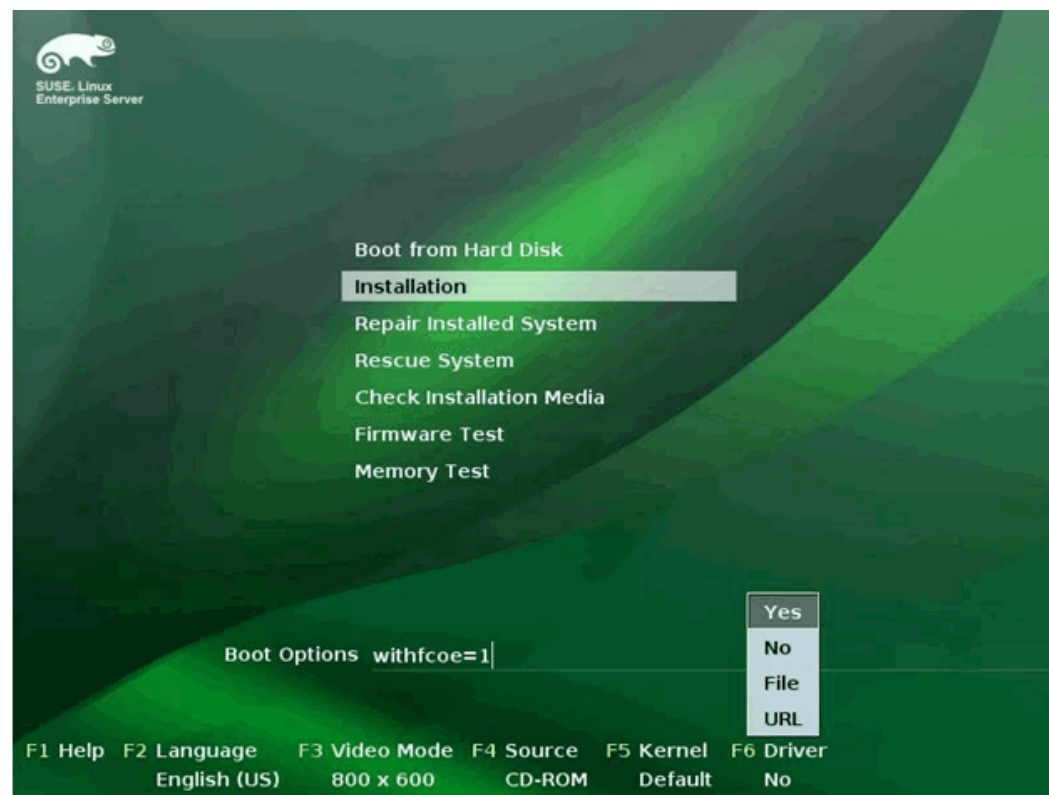 SUSE. Linux
Enterprise Server
Boot from Hard Disk
Installation
Repair Installed System
Rescue System
Check Installation Media
Firmware Test
Memory Test
Yes
No
File
URL
Boot Options withfcoe=1
F1 Help F2 Language F3 Video Mode F4 Source F5 Kernel F6 Driver
English (US) 800 x 600 CD-ROM Default No